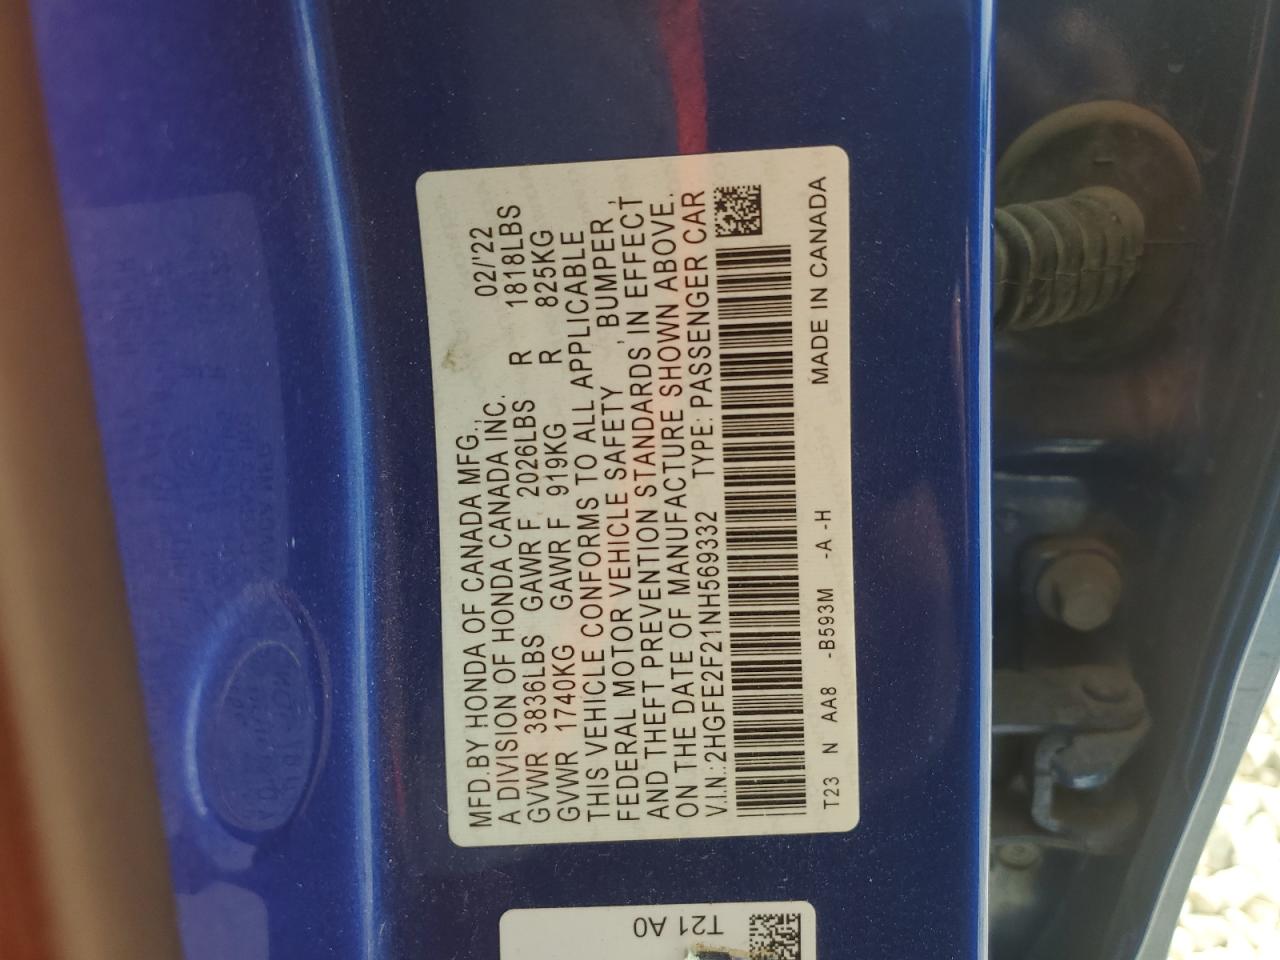 MFD.BY HONDA OF CANADA MFG., 02/'22
A DIVISION OF HONDA CANADA INC.
GVWR 3836LBS GAWR F 2026LBS R 1818LBS
GVWR 1740KG GAWR F 919KG R 825KG
THIS VEHICLE CONFORMS TO ALL APPLICABLE
FEDERAL MOTOR VEHICLE SAFETY , BUMPER ,
AND THEFT PREVENTION STANDARDS IN EFFECT
ON THE DATE OF MANUFACTURE SHOWN ABOVE.
V.I.N.:2HGFE2F21NH569332 TYPE: PASSENGER CAR
T23 N AA8 -B593M -A -H MADE IN CANADA
T21 A0